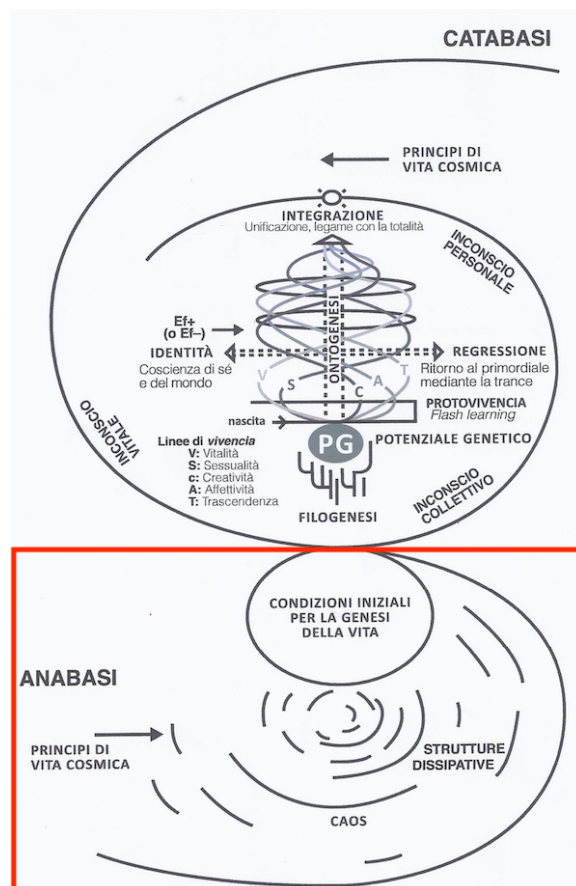 CATABASI
PRINCIPI DI
VITA COSMICA
INTEGRAZIONE
Unificazione, legame con la totalità
INCONSCIO
PERSONALE
Ef+
(o Ef–)
ONTOGENESI
IDENTITÀ
Coscienza di sé
e del mondo
REGRESSIONE
Ritorno al primordiale
mediante la trance
V
S
C
A
T
PROTOVIVENCIA
Flash learning
nascita
INCONSCIO
VITALE
Linee di vivencia
V: Vitalità
S: Sessualità
c: Creatività
A: Affettività
T: Trascendenza
PG
POTENZIALE GENETICO
FILOGENESI
INCONSCIO
COLLETTIVO
CONDIZIONI INIZIALI
PER LA GENESI
DELLA VITA
ANABASI
PRINCIPI DI
VITA COSMICA
STRUTTURE
DISSIPATIVE
CAOS